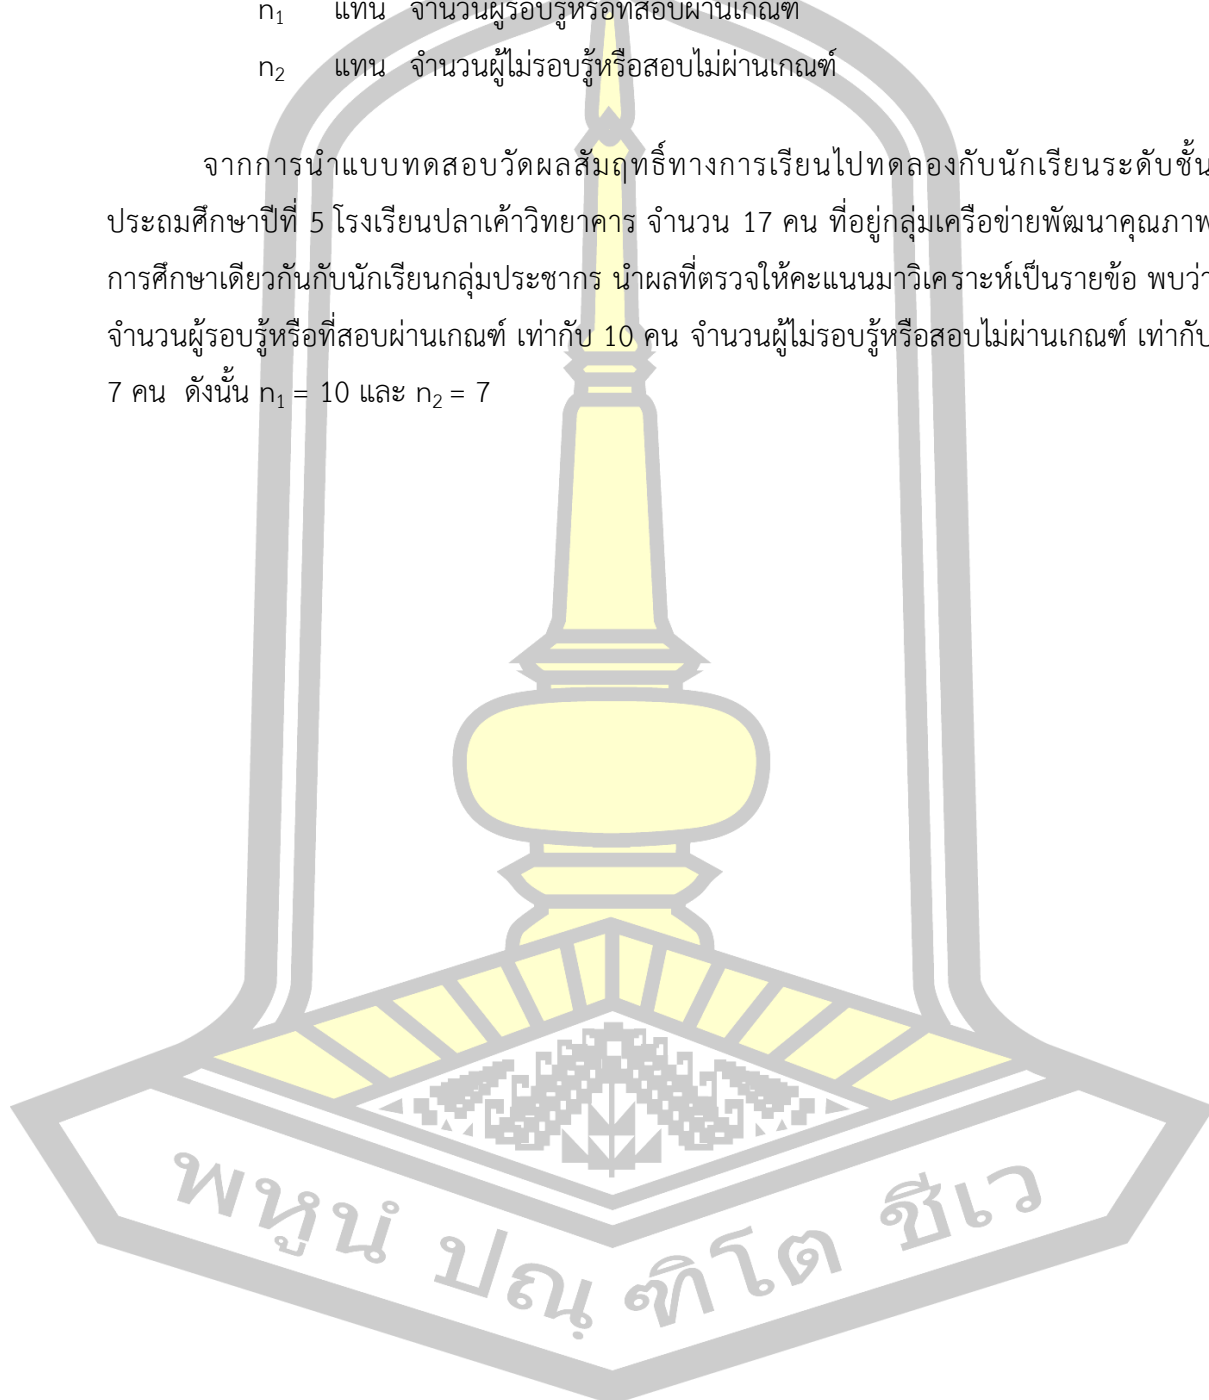 n₁ แทน จำนวนผู้รอบรู้หรือที่สอบผ่านเกณฑ์
n₂ แทน จำนวนผู้ไม่รอบรู้หรือสอบไม่ผ่านเกณฑ์
จากการนำแบบทดสอบวัดผลสัมฤทธิ์ทางการเรียนไปทดลองกับนักเรียนระดับชั้น
ประถมศึกษาปีที่ 5 โรงเรียนปลาเค้าวิทยาคาร จำนวน 17 คน ที่อยู่กลุ่มเครือข่ายพัฒนาคุณภาพ
การศึกษาเดียวกันกับนักเรียนกลุ่มประชากร นำผลที่ตรวจให้คะแนนมาวิเคราะห์เป็นรายข้อ พบว่า
จำนวนผู้รอบรู้หรือที่สอบผ่านเกณฑ์ เท่ากับ 10 คน จำนวนผู้ไม่รอบรู้หรือสอบไม่ผ่านเกณฑ์ เท่ากับ
7 คน ดังนั้น n₁ = 10 และ n₂ = 7
พหูนํ ปณฺฑิโต ชีเว